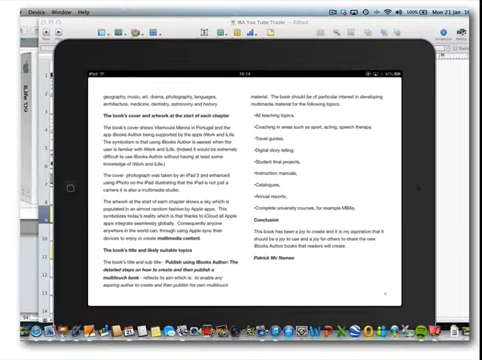 Window Help
Mon 21 Jan
IBA You Tube Trailer — Edited
iPad
16:14
geography, music, art, drama, photography, languages,
architecture, medicine, dentistry, astronomy and history.
The book's cover and artwork at the start of each chapter
The book's cover shows Vilamoura Marina in Portugal and the
app iBooks Author being supported by the apps iWork and iLife.
The symbolism is that using iBooks Author is easiest when the
user is familiar with iWork and iLife. (Indeed it would be extremely
difficult to use iBooks Author without having at least some
knowledge of iWork and iLife.)
The cover photograph was taken by an iPad 2 and enhanced
using iPhoto on the iPad illustrating that the iPad is not just a
camera it is also a multimedia studio.
The artwork at the start of each chapter shows a sky which is
populated in an almost random fashion by Apple apps. This
symbolizes today's reality which is that thanks to iCloud all Apple
apps integrate seamlessly globally. Consequently anyone
anywhere in the world can, through using Apple sync their
devices to enjoy or create multimedia content.
The book's title and likely suitable topics
The book's title and sub title - Publish using iBooks Author: The
detailed steps on how to create and then publish a
multitouch book - reflects its aim which is: to enable any
aspiring author to create and then publish his own multitouch
material. The book should be of particular interest in developing
multimedia material for the following topics.
•All teaching topics,
•Coaching in areas such as sport, acting, speech therapy,
•Travel guides,
•Digital story telling,
•Student final projects,
•Instruction manuals,
•Catalogues,
•Annual reports,
•Complete university courses, for example MBAs.
Conclusion
This book has been a joy to create and it is my aspiration that it
should be a joy to use and a joy for others to share the new
iBooks Author books that readers will create.
Patrick Mc Namee
iLife '09